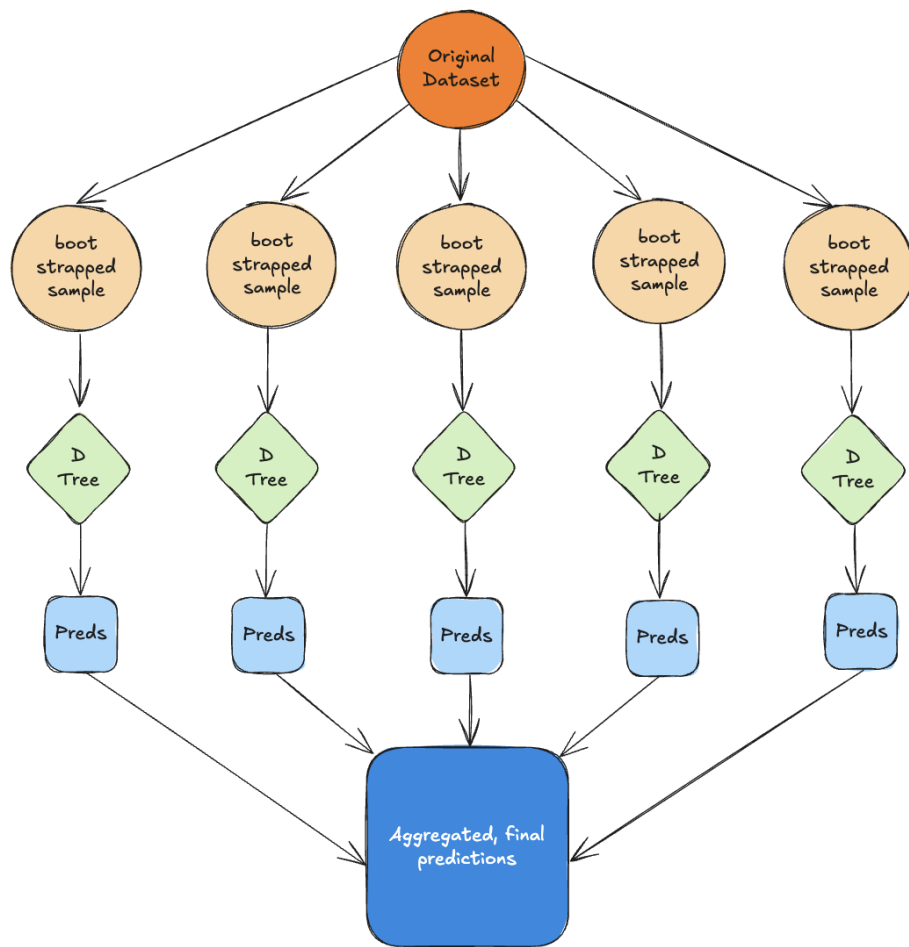 Original
Dataset
boot
strapped
sample
boot
strapped
sample
boot
strapped
sample
boot
strapped
sample
boot
strapped
sample
D
Tree
D
Tree
D
Tree
D
Tree
D
Tree
Preds
Preds
Preds
Preds
Preds
Aggregated, final
predictions